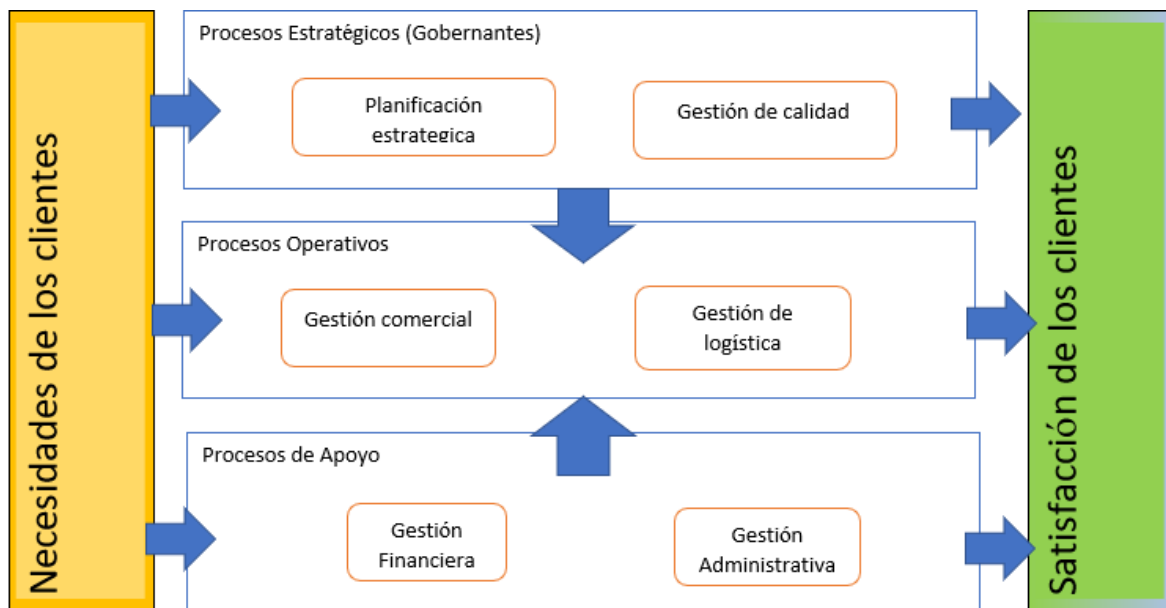 Necesidades de los clientes
Procesos Estratégicos (Gobernantes)
Planificación
estrategica
Gestión de calidad
Procesos Operativos
Gestión comercial
Gestión de
logística
Procesos de Apoyo
Gestión
Financiera
Gestión
Administrativa
Satisfacción de los clientes